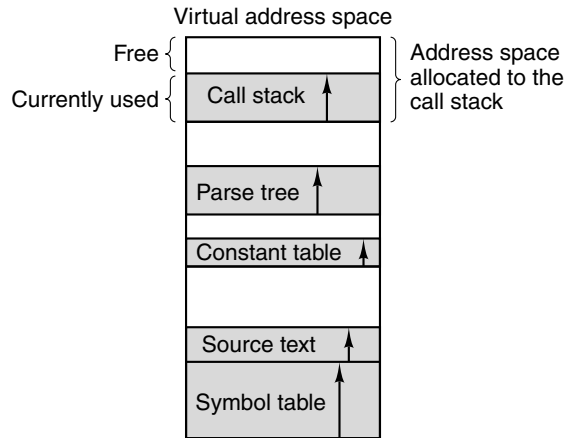 Virtual address space
Free
Address space
allocated to the
call stack
Currently used
Call stack
Parse tree
Constant table
Source text
Symbol table